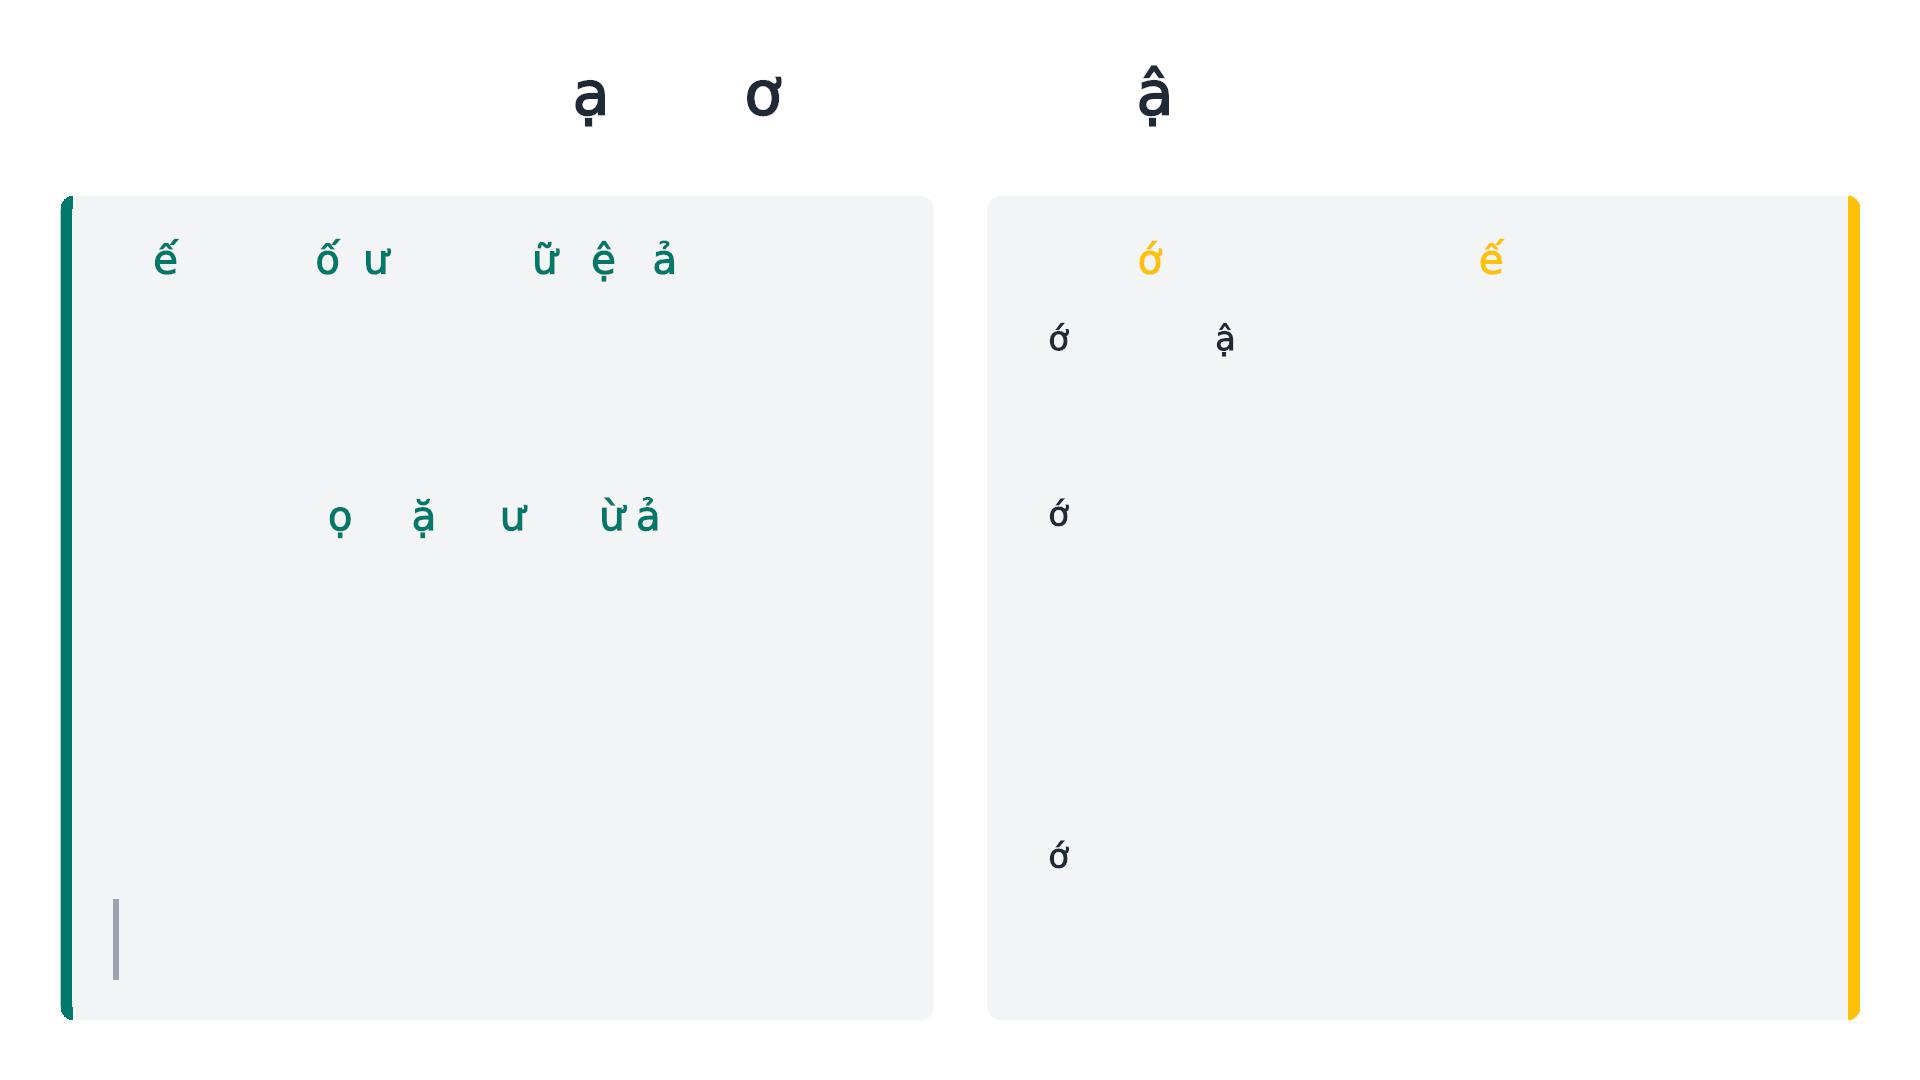 ạ ơ ậ
ế ố ư ữ ệ ả
ọ ặ ư ừ ả
ớ ế
ớ ậ
ớ
ớ